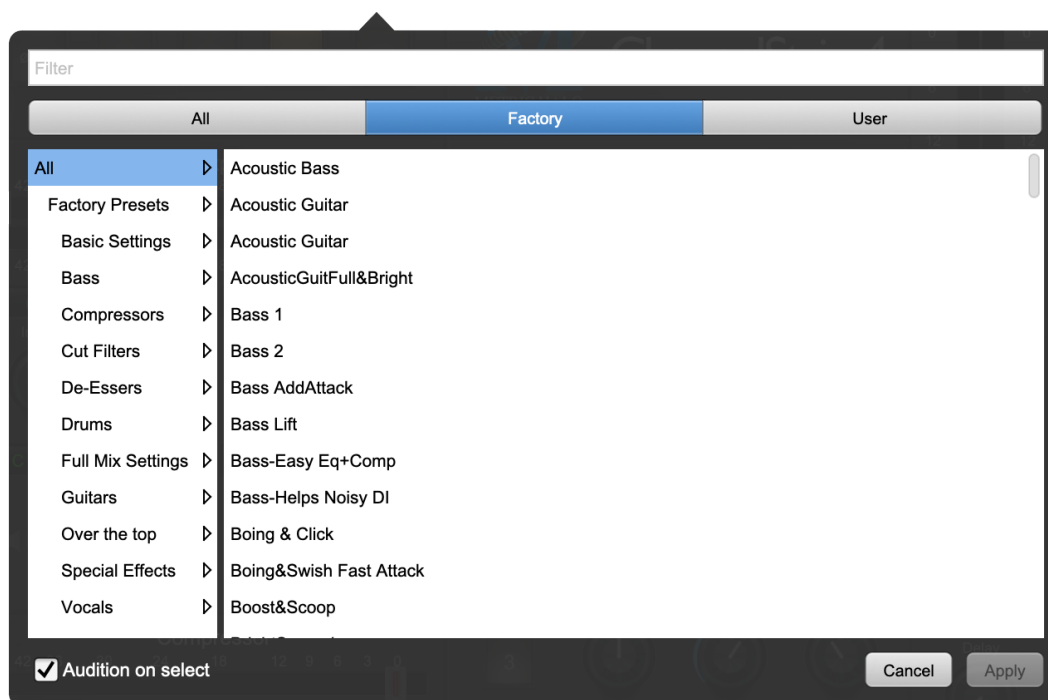 Filter
All
Factory
User
All
Factory Presets
Basic Settings
Bass
Compressors
Cut Filters
De-Essers
Drums
Full Mix Settings
Guitars
Over the top
Special Effects
Vocals
Acoustic Bass
Acoustic Guitar
Acoustic Guitar
AcousticGuitFull&Bright
Bass 1
Bass 2
Bass AddAttack
Bass Lift
Bass-Easy Eq+Comp
Bass-Helps Noisy DI
Boing & Click
Boing&Swish Fast Attack
Boost&Scoop
Audition on select
Cancel
Apply